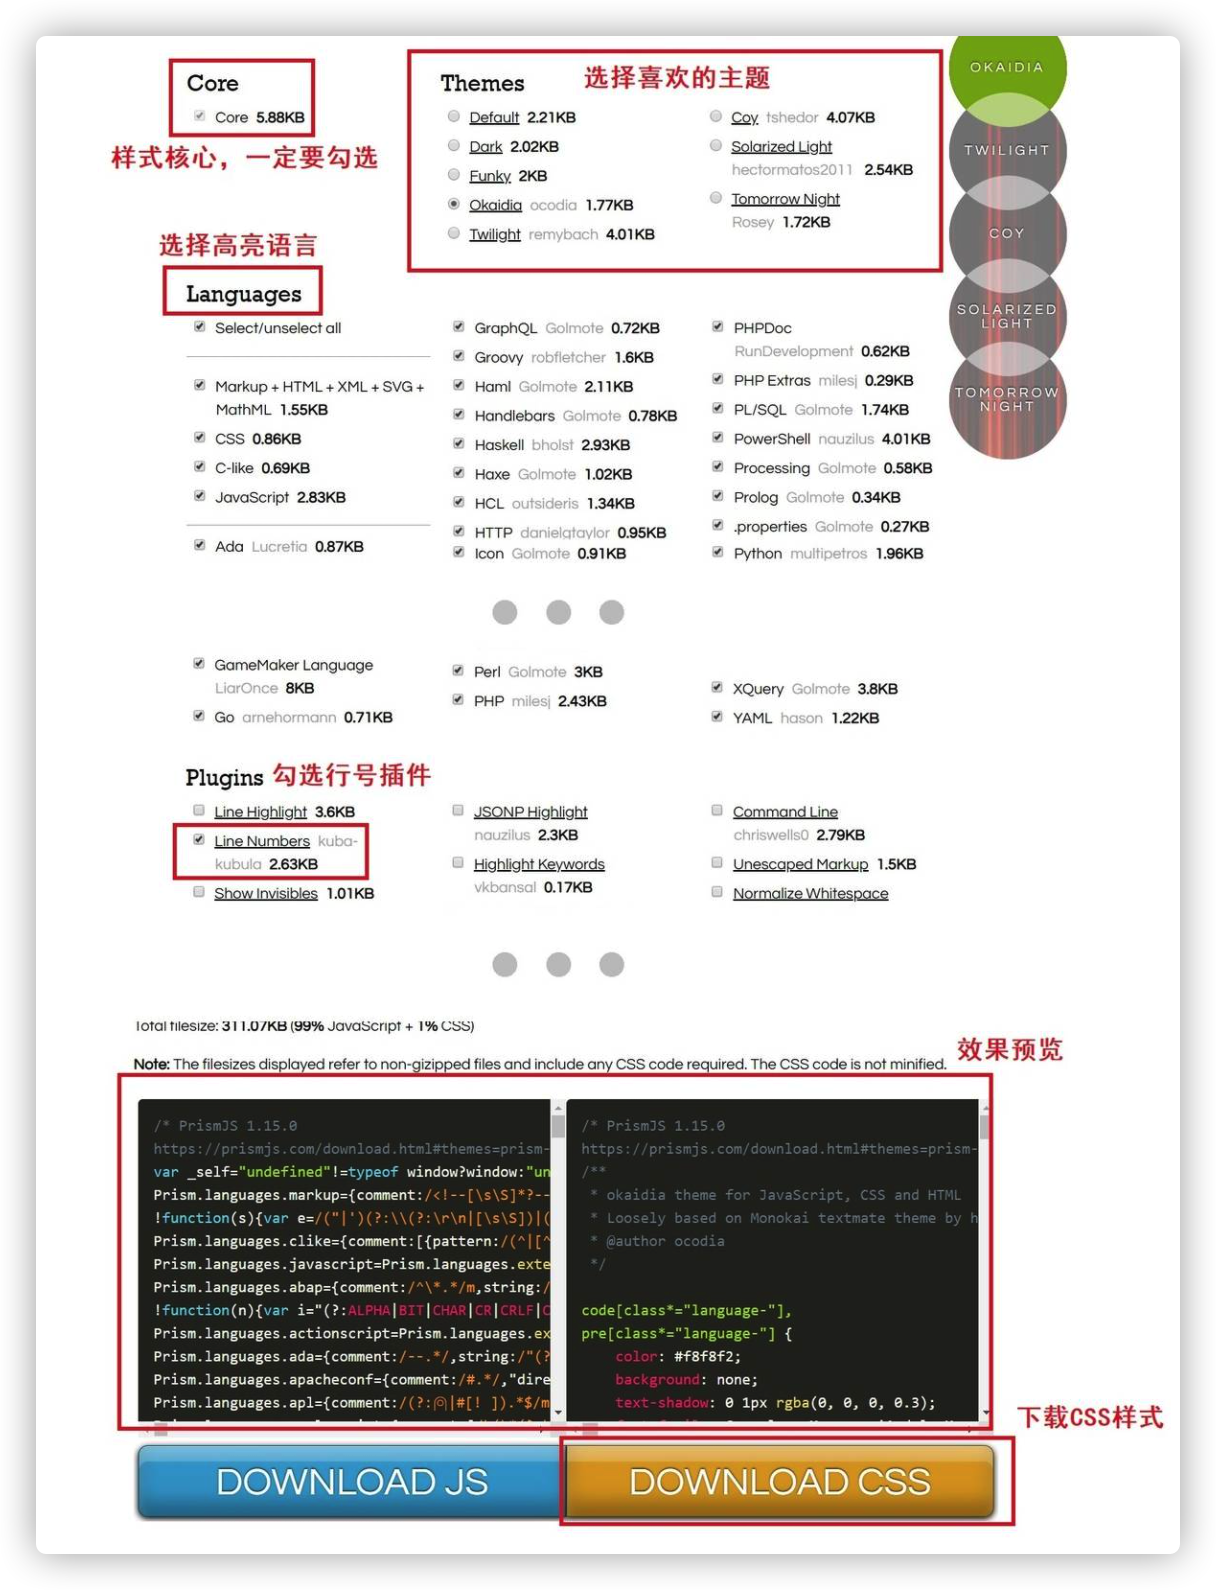 Core
Core 5.88KB
样式核心，一定要勾选
Themes 选择喜欢的主题
Default 2.21KB
Dark 2.02KB
Funky 2KB
Okaidia ocodia 1.77KB
Twilight remybach 4.01KB
Coy tshedor 4.07KB
Solarized Light
hectormatos2011 2.54KB
Tomorrow Night
Rosey 1.72KB
OKAIDIA
TWILIGHT
COY
SOLARIZED
LIGHT
TOMORROW
NIGHT
选择高亮语言
Languages
Select/unselect all
Markup + HTML + XML + SVG +
MathML 1.55KB
CSS 0.86KB
C-like 0.69KB
JavaScript 2.83KB
Ada Lucretia 0.87KB
GraphQL Golmote 0.72KB
Groovy robfletcher 1.6KB
Haml Golmote 2.11KB
Handlebars Golmote 0.78KB
Haskell bholst 2.93KB
Haxe Golmote 1.02KB
HCL outsideris 1.34KB
HTTP danielgtaylor 0.95KB
Icon Golmote 0.91KB
PHPDoc
RunDevelopment 0.62KB
PHP Extras milesj 0.29KB
PL/SQL Golmote 1.74KB
PowerShell nauzilus 4.01KB
Processing Golmote 0.58KB
Prolog Golmote 0.34KB
.properties Golmote 0.27KB
Python multipetros 1.96KB
GameMaker Language
LiarOnce 8KB
Go arnehormann 0.71KB
Perl Golmote 3KB
PHP milesj 2.43KB
XQuery Golmote 3.8KB
YAML hason 1.22KB
Plugins 勾选行号插件
Line Highlight 3.6KB
Line Numbers kuba-
kubula 2.63KB
Show Invisibles 1.01KB
JSONP Highlight
nauzilus 2.3KB
Highlight Keywords
vkbansal 0.17KB
Command Line
chriswells0 2.79KB
Unescaped Markup 1.5KB
Normalize Whitespace
Total filesize: 311.07KB (99% JavaScript + 1% CSS)
效果预览
Note: The filesizes displayed refer to non-gizipped files and include any CSS code required. The CSS code is not minified.
/* PrismJS 1.15.0
https://prismjs.com/download.html#themes=prism-
var _self="undefined"!=typeof window?window:"un
Prism.languages.markup={comment:/<!--[\s\S]*?--
!function(s){var e=/("|')(?:\\(?:\r\n|[\s\S])|(
Prism.languages.clike={comment:[{pattern:/(^|[^
Prism.languages.javascript=Prism.languages.exte
Prism.languages.abap={comment:/^\*.*/m,string:/
!function(n){var i="(?:ALPHA|BIT|CHAR|CR|CRLF|C
Prism.languages.actionscript=Prism.languages.ex
Prism.languages.ada={comment:/--.*/,string:/"(?
Prism.languages.apacheconf={comment:/#.*/,"dire
Prism.languages.apl={comment:/(?:⍝|#[! ]).*$/m
/* PrismJS 1.15.0
https://prismjs.com/download.html#themes=prism-
/**
* okaidia theme for JavaScript, CSS and HTML
* Loosely based on Monokai textmate theme by h
* @author ocodia
*/
code[class*="language-"],
pre[class*="language-"] {
color: #f8f8f2;
background: none;
text-shadow: 0 1px rgba(0, 0, 0, 0.3);
下载CSS样式
DOWNLOAD JS
DOWNLOAD CSS